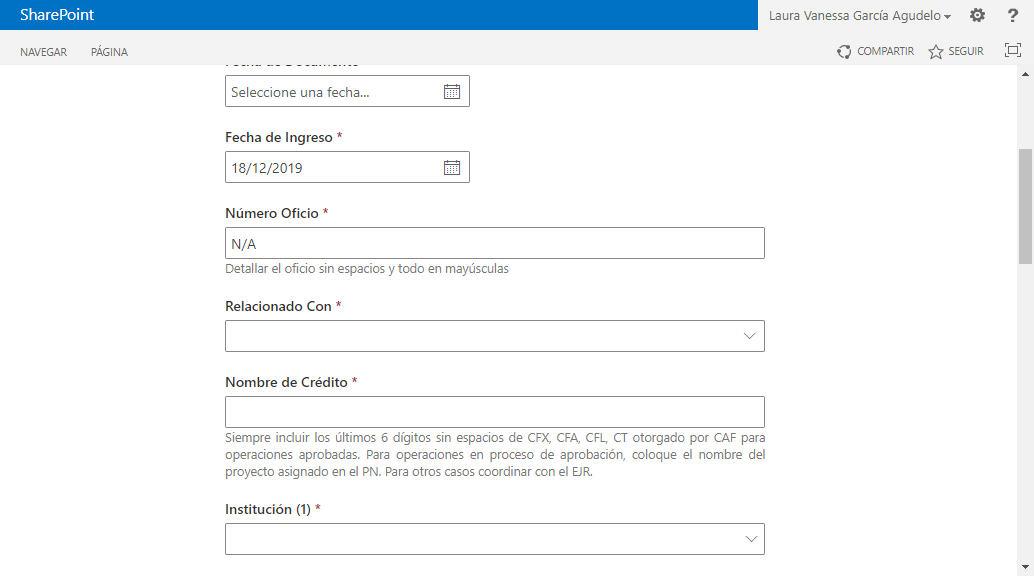 SharePoint
Laura Vanessa García Agudelo
?
NAVEGAR PÁGINA
COMPARTIR SEGUIR
Fecha de Documento
Seleccione una fecha...
Fecha de Ingreso *
18/12/2019
Número Oficio *
N/A
Detallar el oficio sin espacios y todo en mayúsculas
Relacionado Con *
Nombre de Crédito *
Siempre incluir los últimos 6 dígitos sin espacios de CFX, CFA, CFL, CT otorgado por CAF para
operaciones aprobadas. Para operaciones en proceso de aprobación, coloque el nombre del
proyecto asignado en el PN. Para otros casos coordinar con el EJR.
Institución (1) *